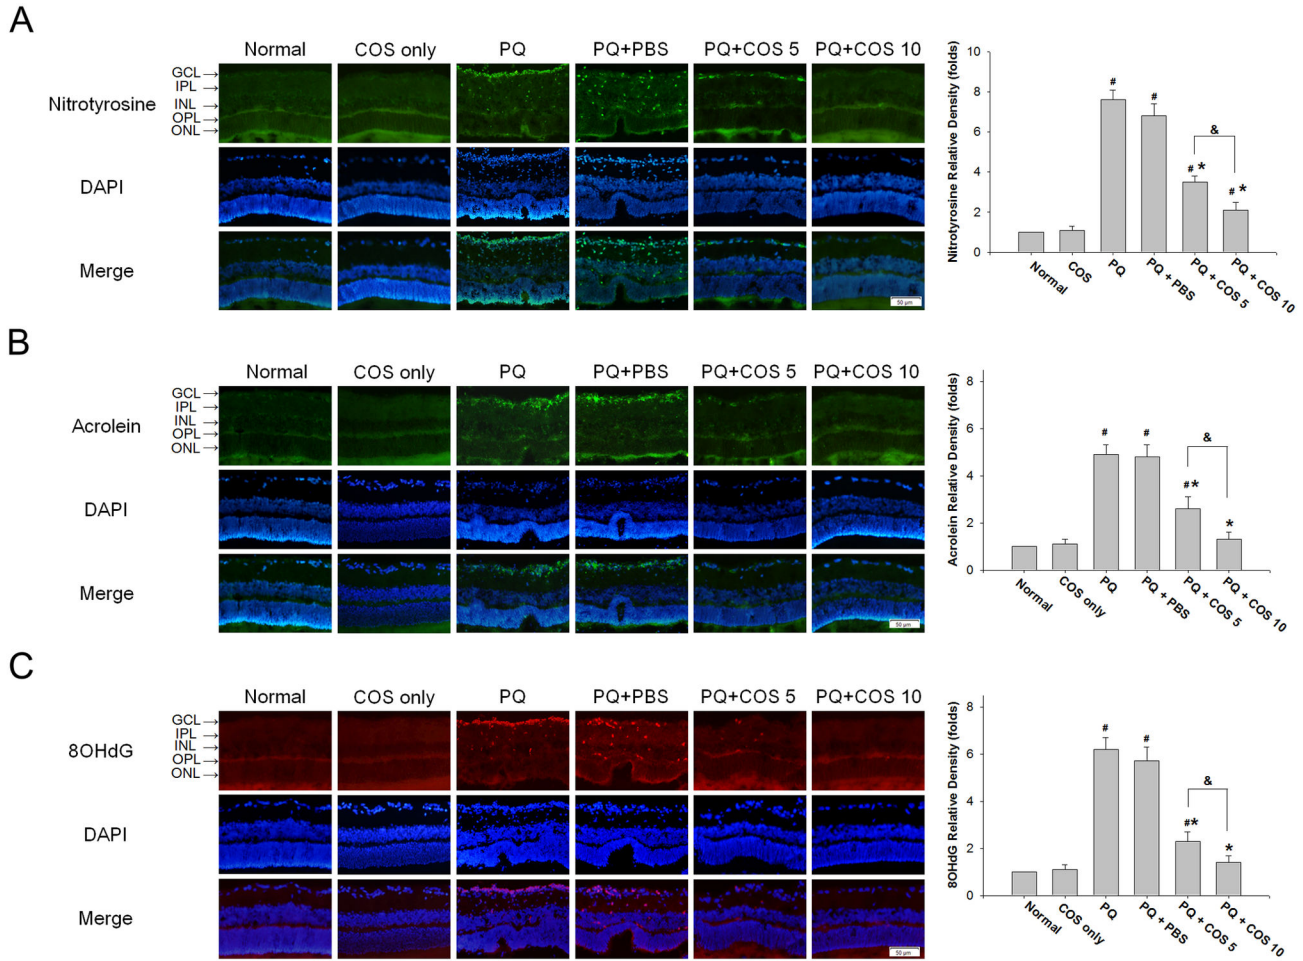 A
Normal COS only PQ PQ+PBS PQ+COS 5 PQ+COS 10
Nitrotyrosine
GCL→
IPL→
INL→
OPL→
ONL→
DAPI
Merge
50 µm
Nitrotyrosine Relative Density (folds)
10
8
6
4
2
0
#
#
&
#*
#*
Normal
COS
PQ
PQ + PBS
PQ + COS 5
PQ + COS 10
B
Normal COS only PQ PQ+PBS PQ+COS 5 PQ+COS 10
Acrolein
GCL→
IPL→
INL→
OPL→
ONL→
DAPI
Merge
50 µm
Acrolein Relative Density (folds)
8
6
4
2
0
#
#
&
#*
*
Normal
COS only
PQ
PQ + PBS
PQ + COS 5
PQ + COS 10
C
Normal COS only PQ PQ+PBS PQ+COS 5 PQ+COS 10
8OHdG
GCL→
IPL→
INL→
OPL→
ONL→
DAPI
Merge
50 µm
8OHdG Relative Density (folds)
8
6
4
2
0
#
#
&
#*
*
Normal
COS only
PQ
PQ + PBS
PQ + COS 5
PQ + COS 10